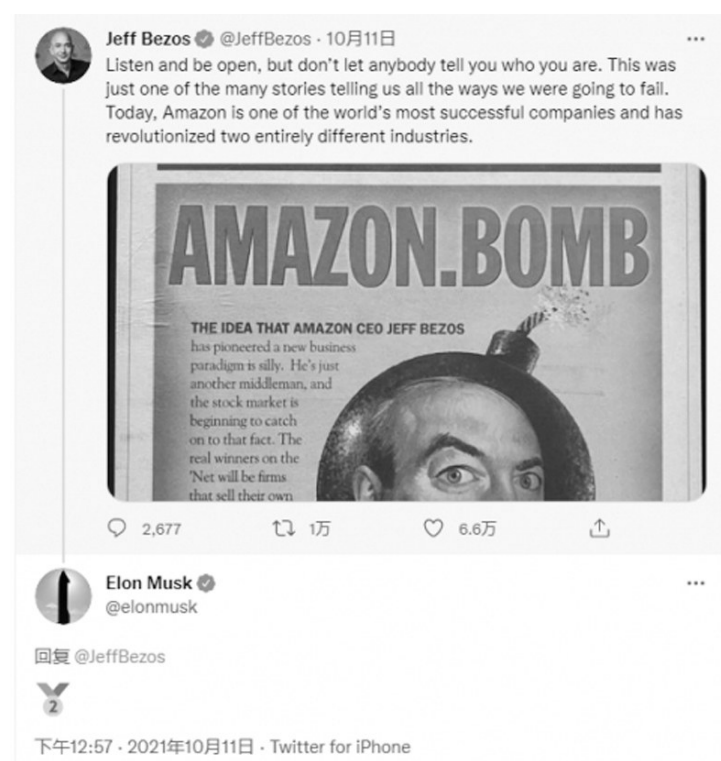 Jeff Bezos @JeffBezos · 10月11日
Listen and be open, but don't let anybody tell you who you are. This was
just one of the many stories telling us all the ways we were going to fail.
Today, Amazon is one of the world's most successful companies and has
revolutionized two entirely different industries.
AMAZON.BOMB
THE IDEA THAT AMAZON CEO JEFF BEZOS
has pioneered a new business
paradigm is silly. He's just
another middleman, and
the stock market is
beginning to catch
on to that fact. The
real winners on the
'Net will be firms
that sell their own
2,677 1万 6.6万
Elon Musk
@elonmusk
回复 @JeffBezos
2
下午12:57 · 2021年10月11日 · Twitter for iPhone